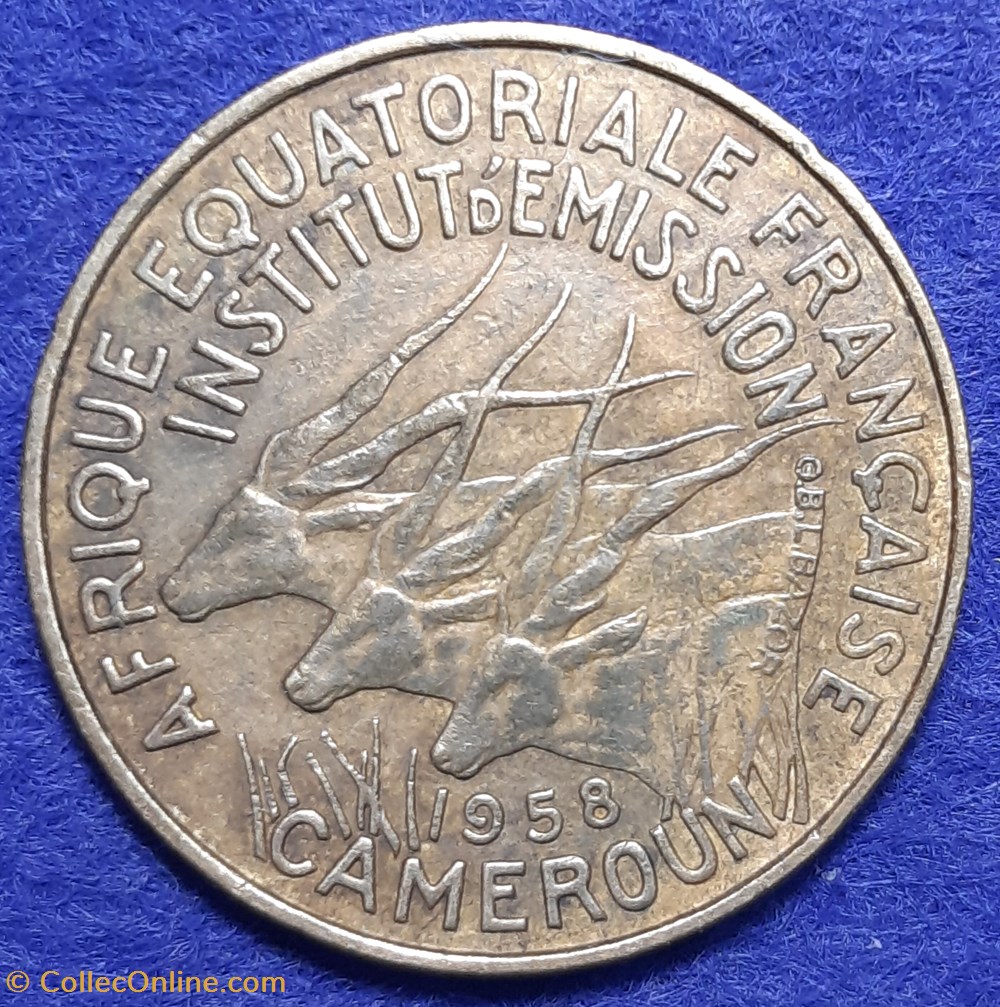 AFRIQUE EQUATORIALE FRANÇAISE
INSTITUT D'EMISSION
G.B.L.BAZOR
1958
CAMEROUN
© CollecOnline.com